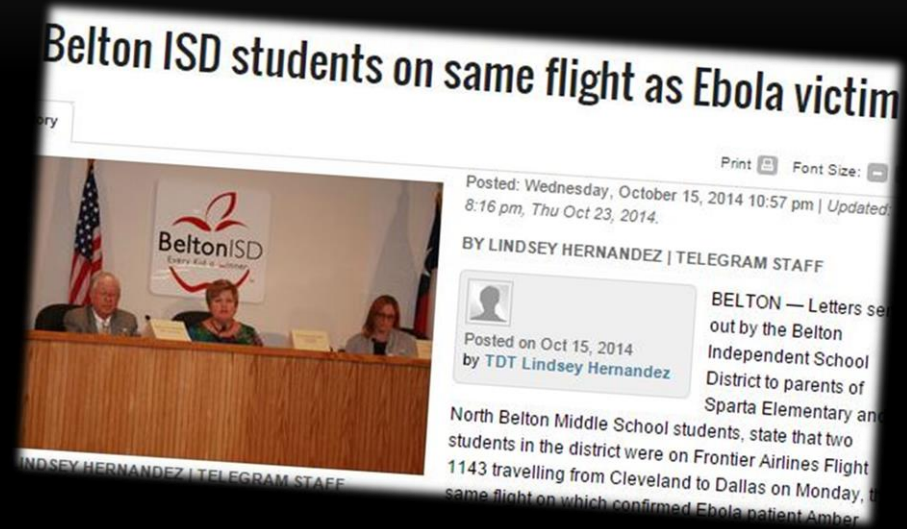 Belton ISD students on same flight as Ebola victim
ory
Print Font Size:
Posted: Wednesday, October 15, 2014 10:57 pm | Updated:
8:16 pm, Thu Oct 23, 2014.
BY LINDSEY HERNANDEZ | TELEGRAM STAFF
BeltonISD
Every Kid a Winner
Posted on Oct 15, 2014
by TDT Lindsey Hernandez
BELTON — Letters se
out by the Belton
Independent School
District to parents of
Sparta Elementary and
North Belton Middle School students, state that two
students in the district were on Frontier Airlines Flight
1143 travelling from Cleveland to Dallas on Monday, t
same flight on which confirmed Ebola patient Amber
INDSEY HERNANDEZ | TELEGRAM STAFF